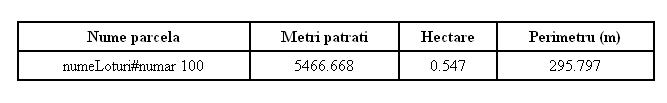 Nume parcela Metri patrati Hectare Perimetru (m)
numeLoturi#numar 100 5466.668 0.547 295.797